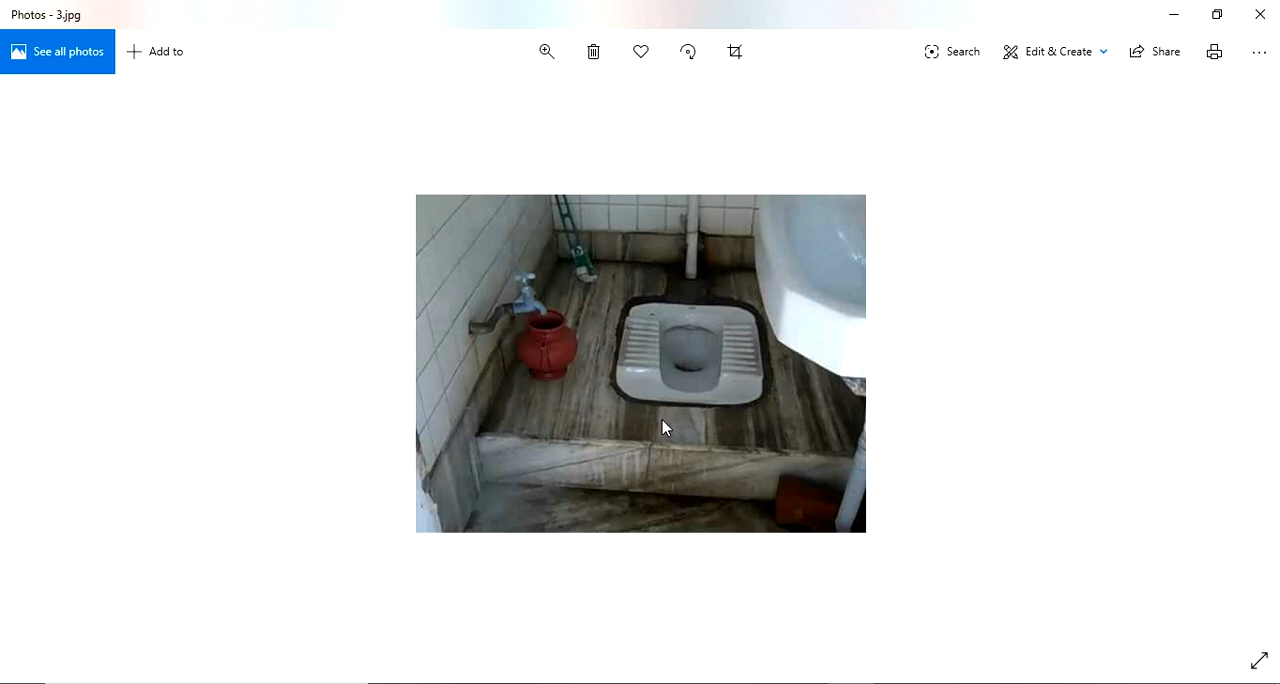 Photos - 3.jpg
See all photos
Add to
Search
Edit & Create
Share